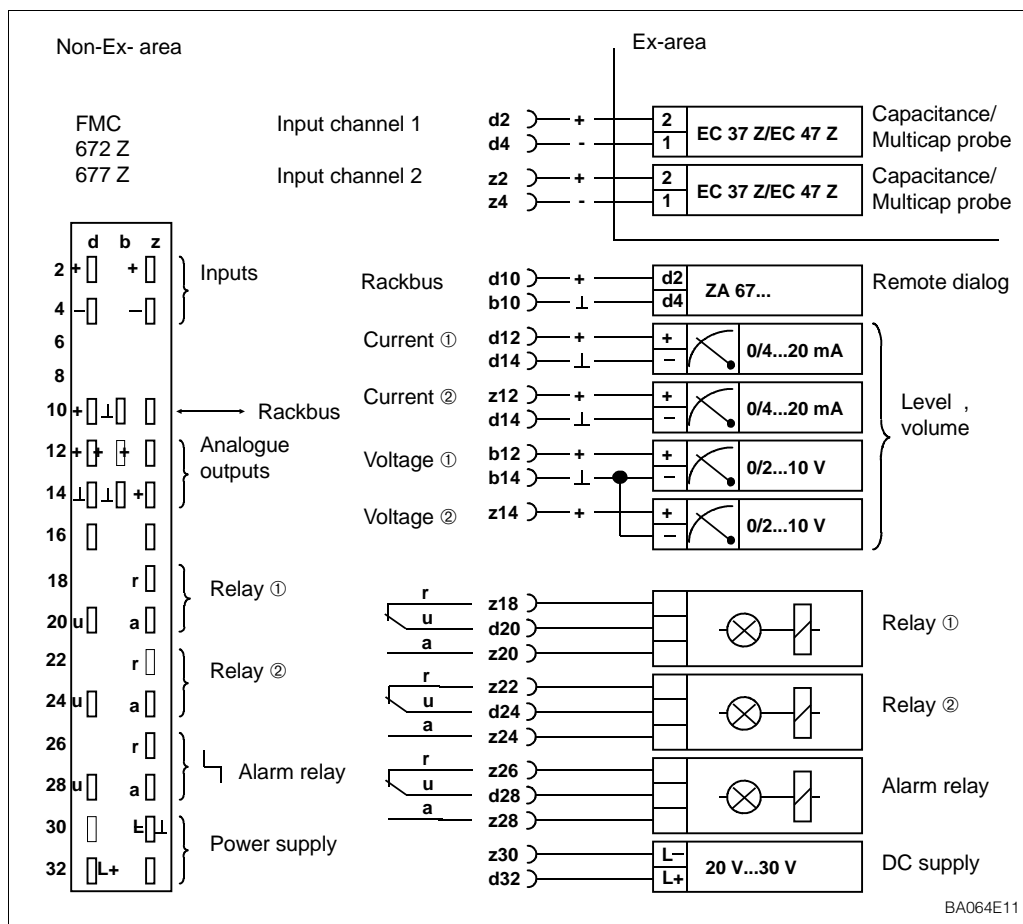 Non-Ex- area
Ex-area
FMC
672 Z
677 Z
Input channel 1
d2 + 2
d4 - 1
EC 37 Z/EC 47 Z
Capacitance/
Multicap probe
Input channel 2
z2 + 2
z4 - 1
EC 37 Z/EC 47 Z
Capacitance/
Multicap probe
d b z
2 + +
4 – –
Inputs
6
8
10 + ⊥
Rackbus
12 + + +
14 ⊥ ⊥ +
Analogue
outputs
16
18 r
20 u a
Relay ①
22 r
24 u a
Relay ②
26 r
28 u a
Alarm relay
30 L– ⊥
32 L+
Power supply
Rackbus
d10 + d2
b10 ⊥ d4
ZA 67...
Remote dialog
Current ①
d12 + +
d14 ⊥ –
0/4...20 mA
Current ②
z12 + +
d14 ⊥ –
0/4...20 mA
Voltage ①
b12 + +
b14 ⊥ –
0/2...10 V
Voltage ②
z14 + +
–
0/2...10 V
Level ,
volume
r z18
u d20
a z20
Relay ①
r z22
u d24
a z24
Relay ②
r z26
u d28
a z28
Alarm relay
z30 L–
d32 L+
20 V...30 V
DC supply
BA064E11